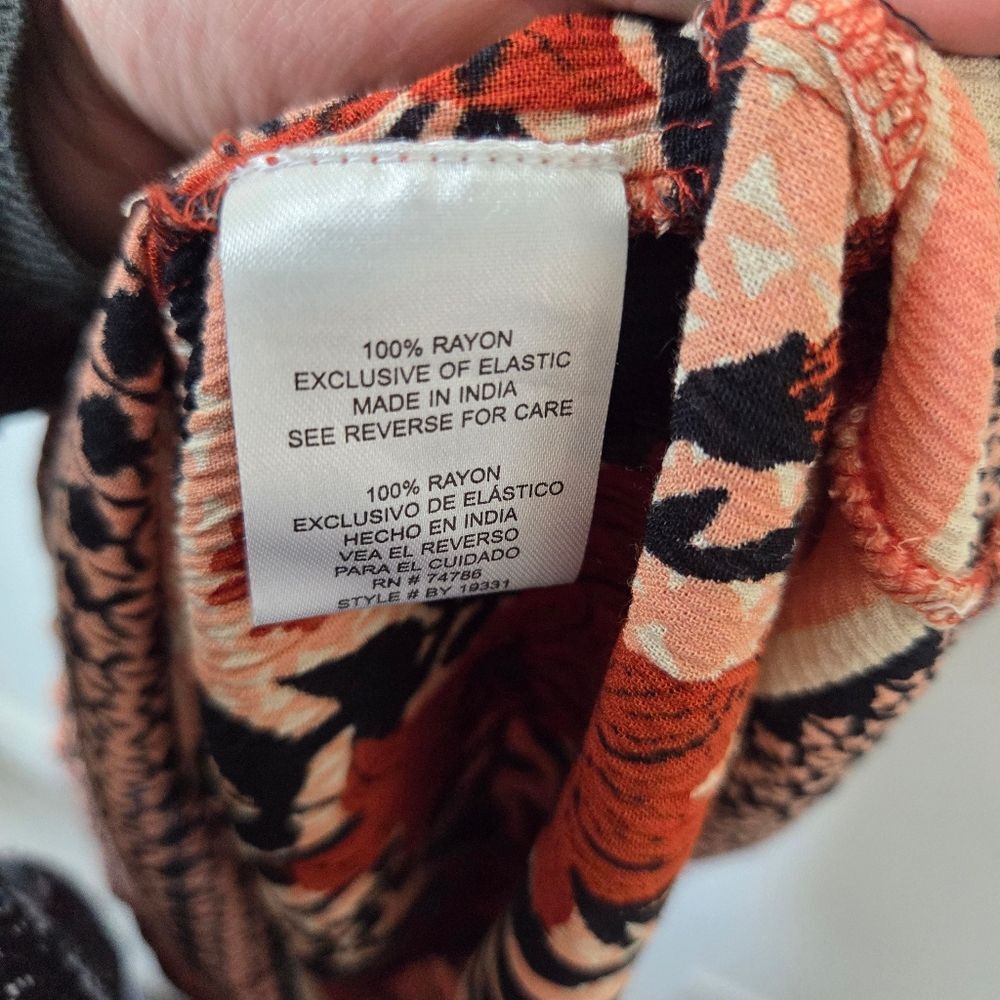 100% RAYON
EXCLUSIVE OF ELASTIC
MADE IN INDIA
SEE REVERSE FOR CARE
100% RAYON
EXCLUSIVO DE ELÁSTICO
HECHO EN INDIA
VEA EL REVERSO
PARA EL CUIDADO
RN # 74786
STYLE # BY 19331